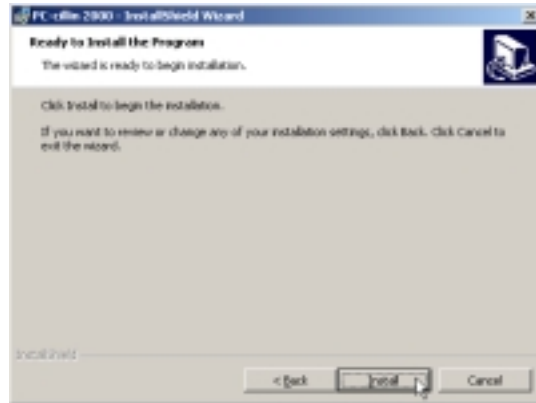 PC-cillin 2000 - InstallShield Wizard
Ready to Install the Program
The wizard is ready to begin installation.
Click Install to begin the installation.
If you want to review or change any of your installation settings, click Back. Click Cancel to
exit the wizard.
InstallShield
< Back Install Cancel